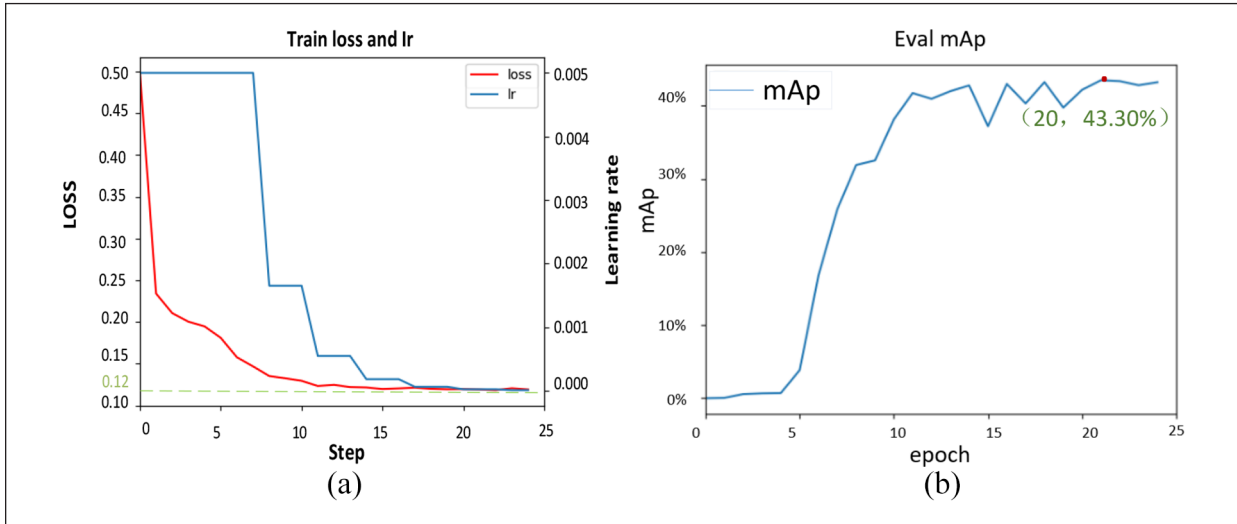 Train loss and lr
loss
lr
0.50
0.45
0.40
0.35
0.30
0.25
0.20
0.15
0.12
0.10
LOSS
0.005
0.004
0.003
0.002
0.001
0.000
Learning rate
0
5
10
15
20
25
Step
(a)
Eval mAp
mAp
(20，43.30%)
40%
30%
20%
10%
0%
mAp
0
5
10
15
20
25
epoch
(b)